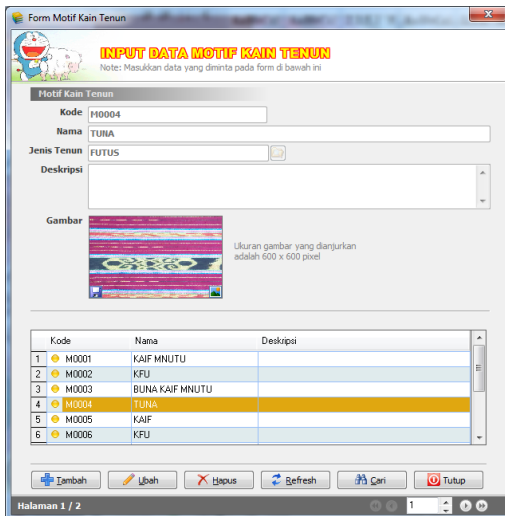 Form Motif Kain Tenun
INPUT DATA MOTIF KAIN TENUN
Note: Masukkan data yang diminta pada form di bawah ini
Motif Kain Tenun
Kode M0004
Nama TUNA
Jenis Tenun FUTUS
Deskripsi
Gambar
Ukuran gambar yang dianjurkan
adalah 600 x 600 pixel
Kode Nama Deskripsi
1 M0001 KAIF MNUTU
2 M0002 KFU
3 M0003 BUNA KAIF MNUTU
4 M0004 TUNA
5 M0005 KAIF
6 M0006 KFU
Tambah Ubah Hapus Refresh Cari Tutup
Halaman 1 / 2 1